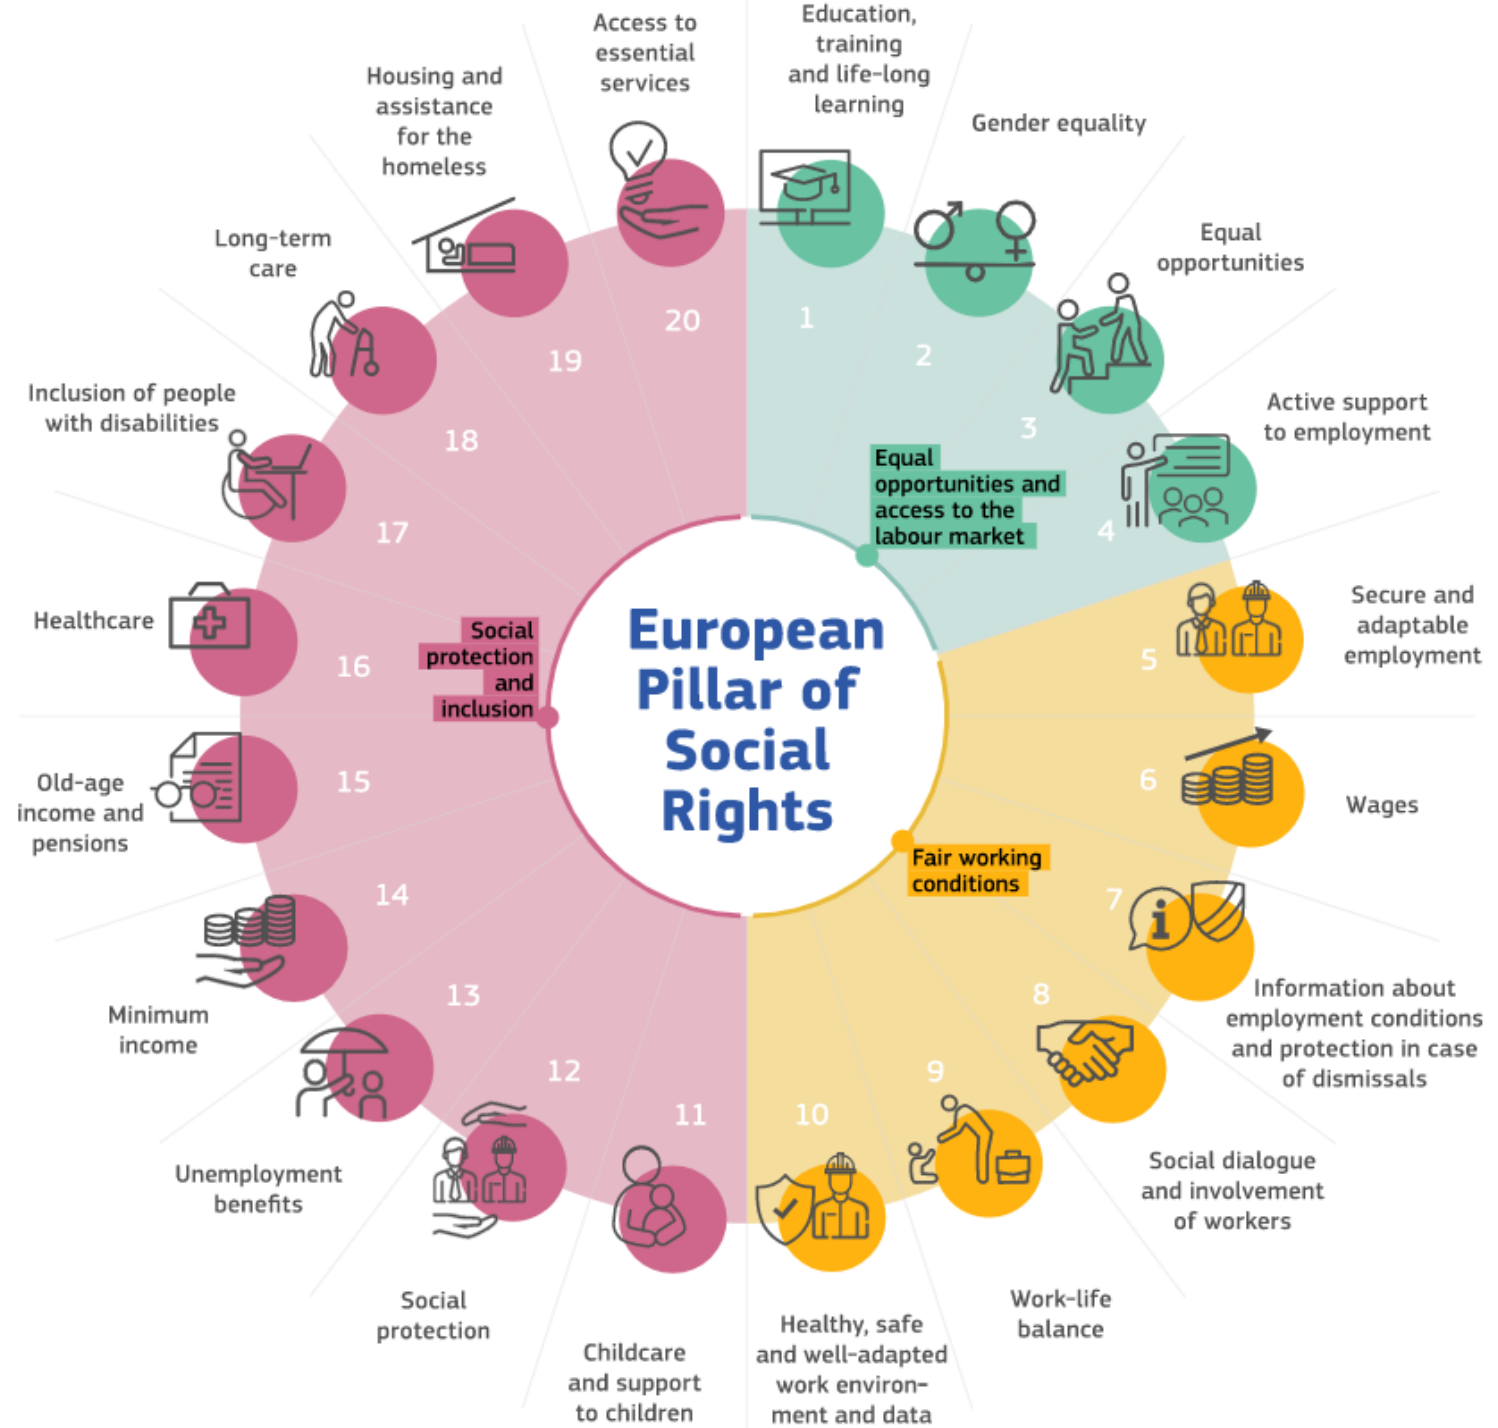 European
Pillar of
Social
Rights
Equal
opportunities and
access to the
labour market
1
Education,
training
and life-long
learning
2
Gender equality
3
Equal
opportunities
4
Active support
to employment
Fair working
conditions
5
Secure and
adaptable
employment
6
Wages
7
Information about
employment conditions
and protection in case
of dismissals
8
Social dialogue
and involvement
of workers
9
Work-life
balance
10
Healthy, safe
and well-adapted
work environ-
ment and data
Social
protection
and
inclusion
11
Childcare
and support
to children
12
Social
protection
13
Unemployment
benefits
14
Minimum
income
15
Old-age
income and
pensions
16
Healthcare
17
Inclusion of people
with disabilities
18
Long-term
care
19
Housing and
assistance
for the
homeless
20
Access to
essential
services